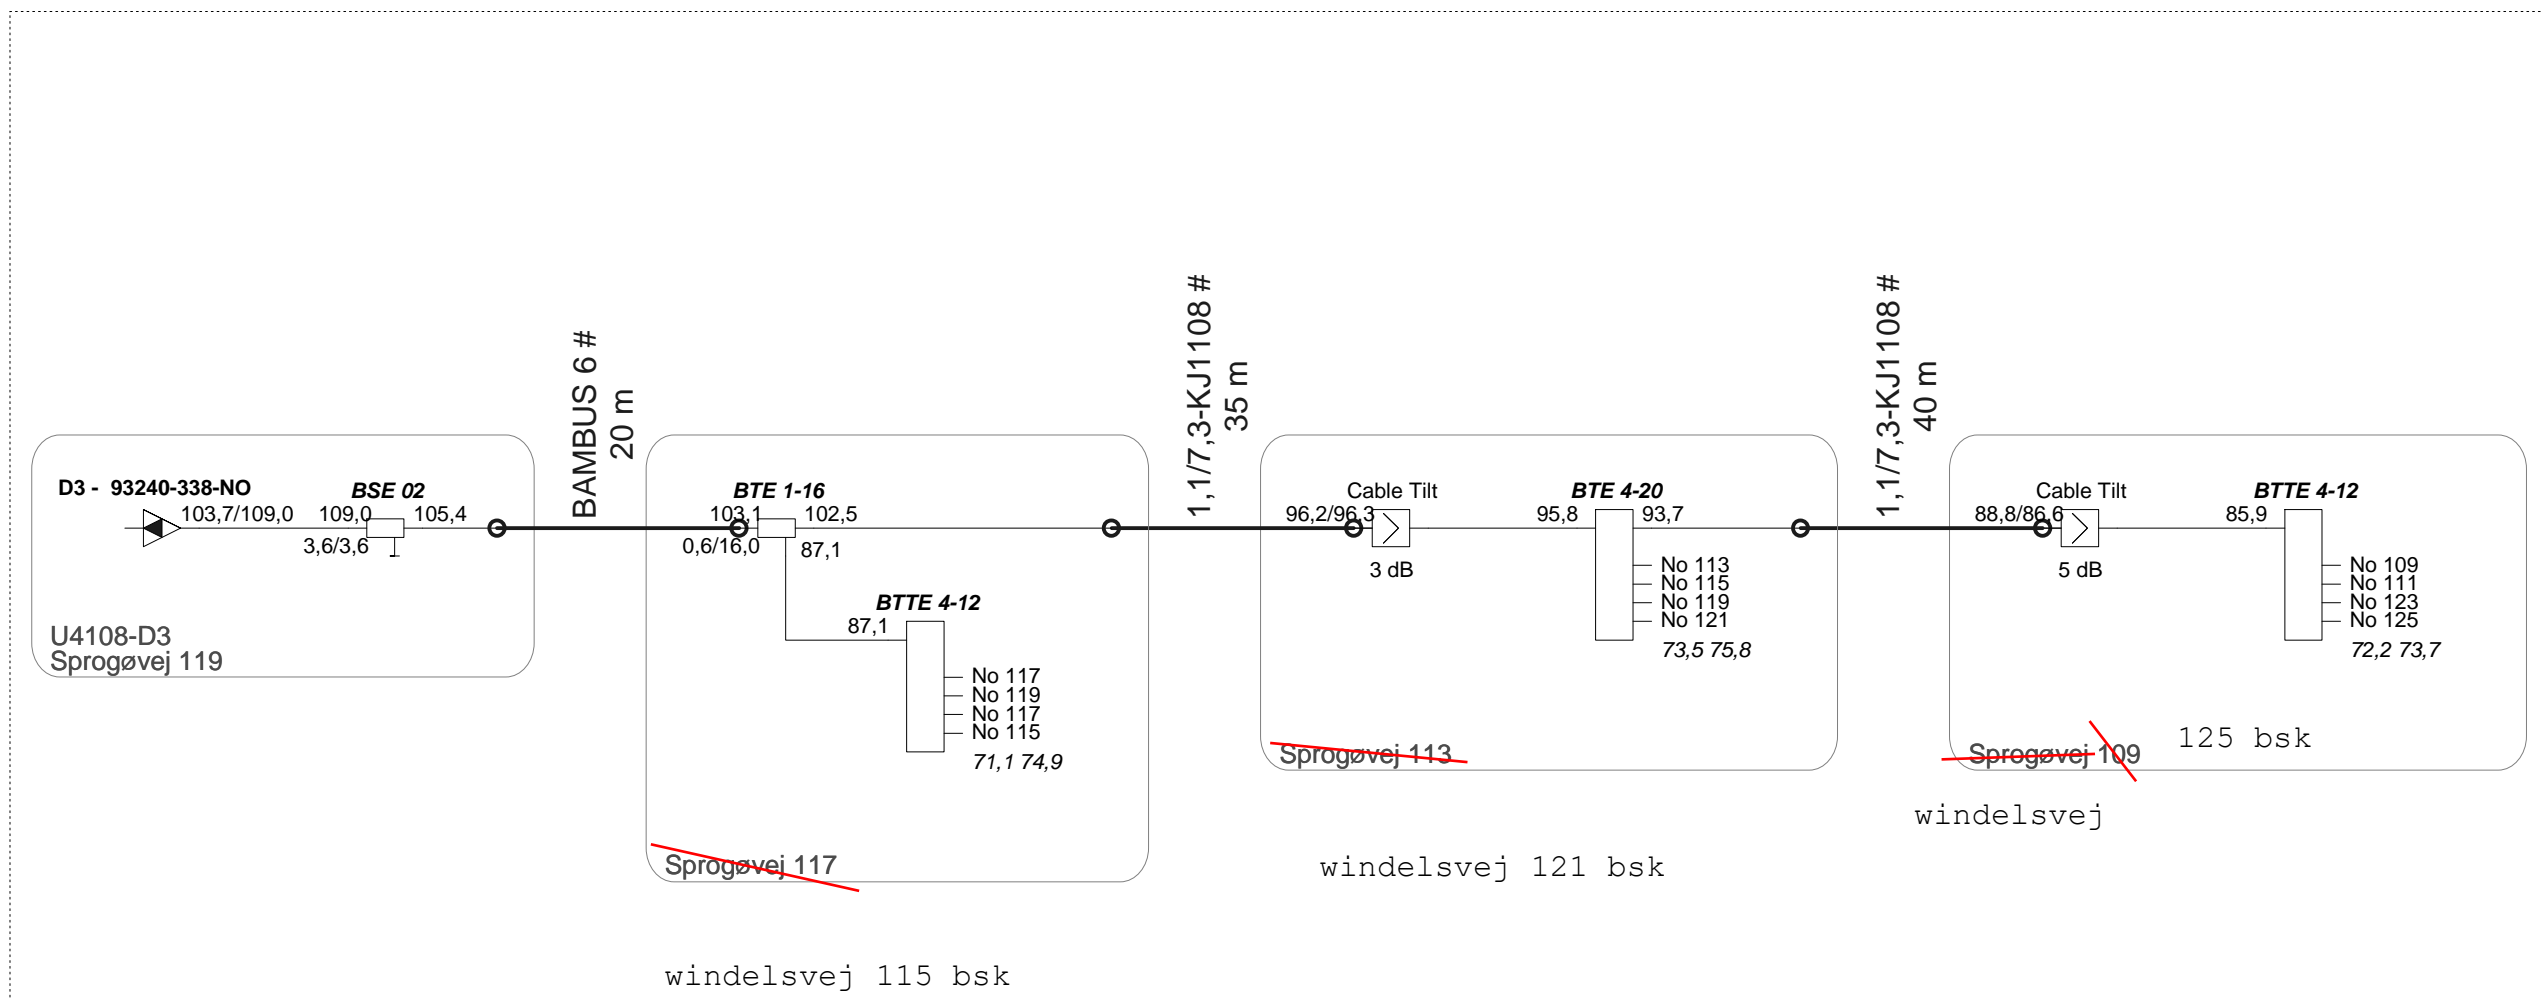 BAMBUS 6 #
20 m
1,1/7,3-KJ1108 #
35 m
1,1/7,3-KJ1108 #
40 m
D3 - 93240-338-NO
BSE 02
103,7/109,0
109,0
105,4
3,6/3,6
U4108-D3
Sprogøvej 119
BTE 1-16
103,1
102,5
0,6/16,0
87,1
BTTE 4-12
87,1
No 117
No 119
No 117
No 115
71,1 74,9
Sprogøvej 117
windelsvej 115 bsk
Cable Tilt
96,2/96,3
3 dB
BTE 4-20
95,8
93,7
No 113
No 115
No 119
No 121
73,5 75,8
Sprogøvej 113
windelsvej 121 bsk
Cable Tilt
88,8/86,6
5 dB
BTTE 4-12
85,9
No 109
No 111
No 123
No 125
72,2 73,7
Sprogøvej 109
125 bsk
windelsvej